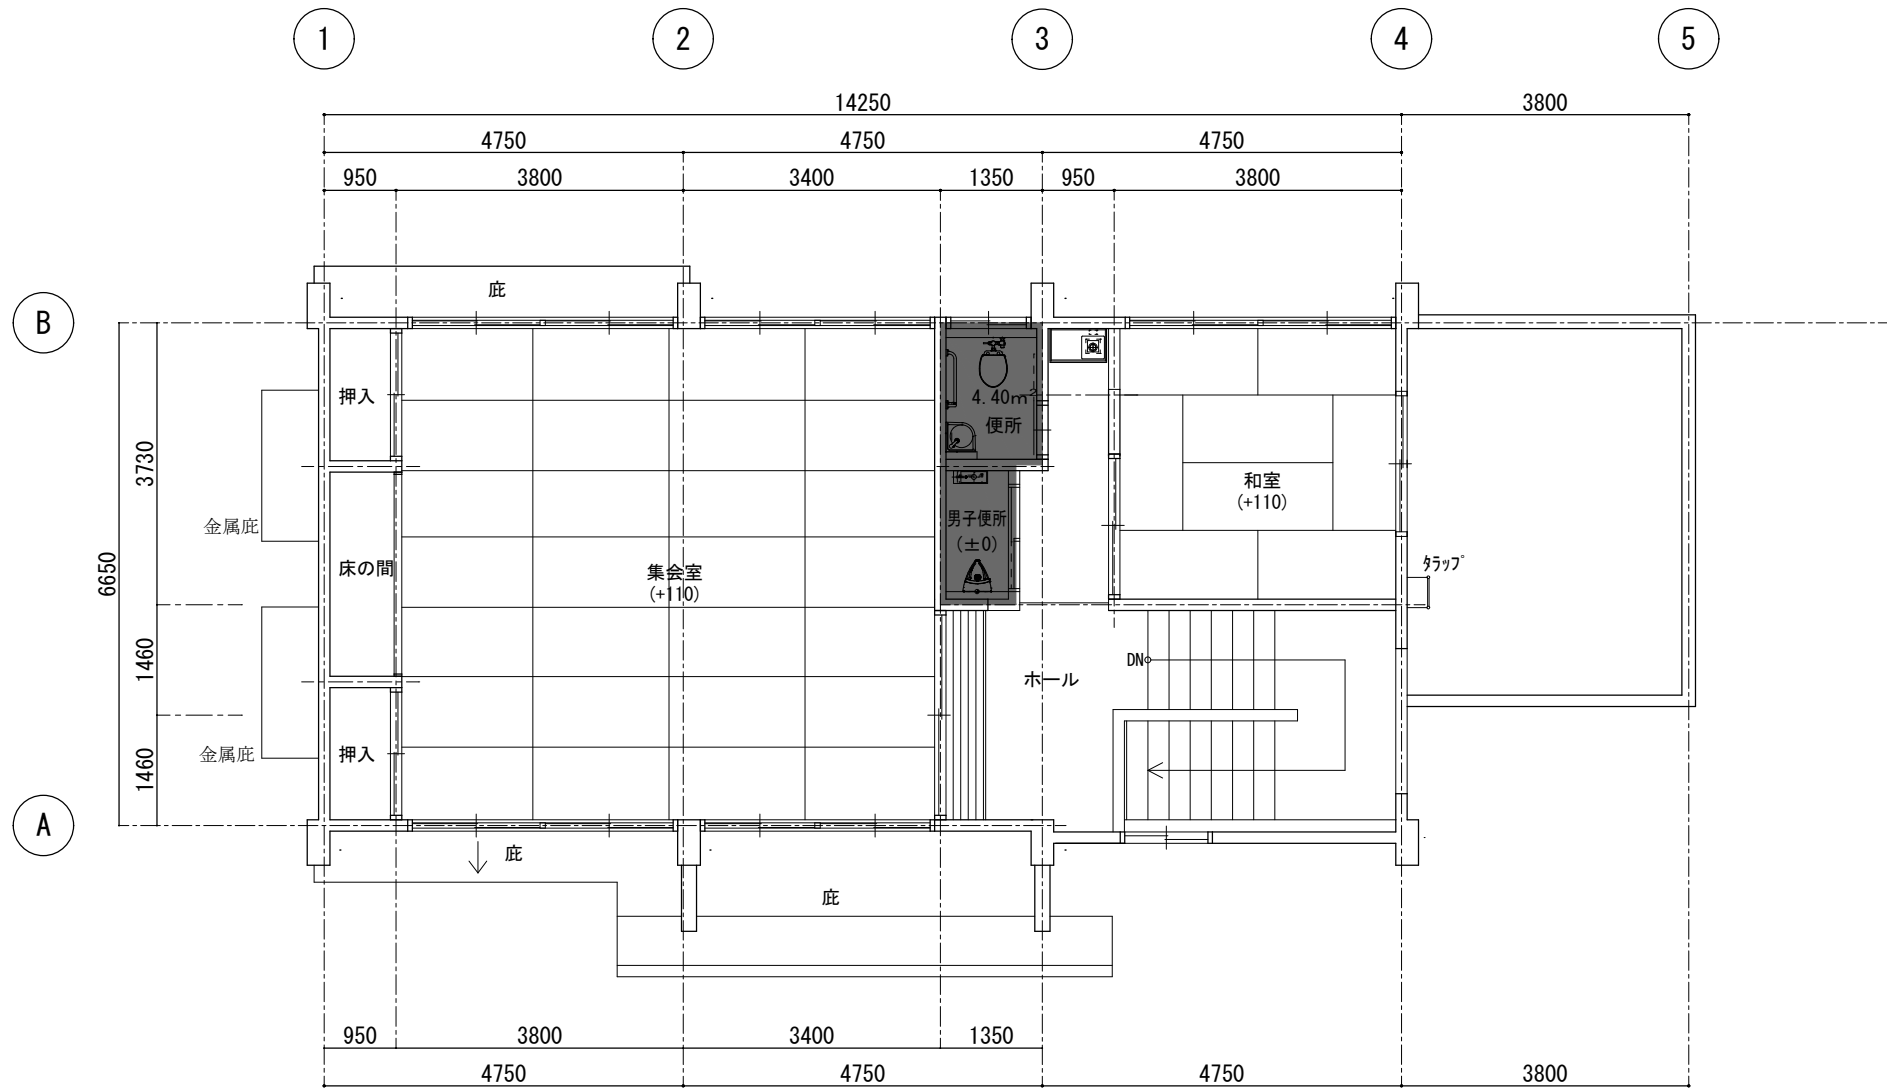 1 2 3 4 5
14250 3800
4750 4750 4750
950 3800 3400 1350 950 3800
庇
B
押入
4.40㎡
便所
3730
和室
(+110)
金属庇
男子便所
(±0)
6650
床の間
集会室
(+110)
ﾀﾗｯﾌﾟ
1460
DN
ホール
金属庇
押入
1460
A
庇
庇
950 3800 3400 1350
4750 4750 4750 3800